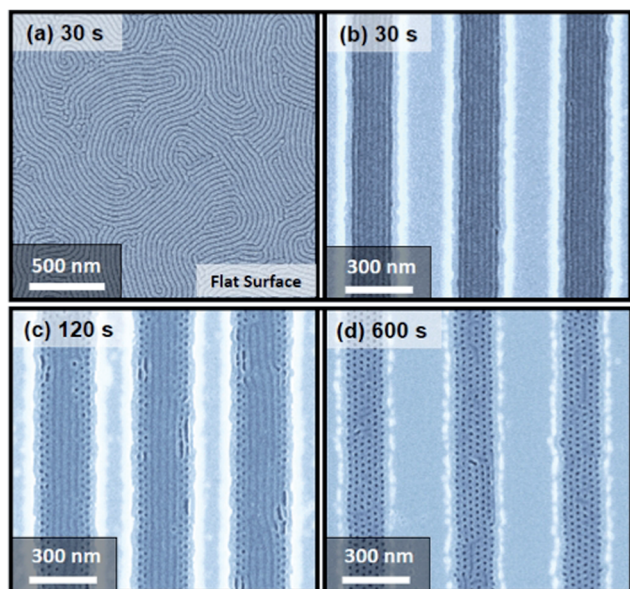 (a) 30 s
500 nm
Flat Surface
(b) 30 s
300 nm
(c) 120 s
300 nm
(d) 600 s
300 nm